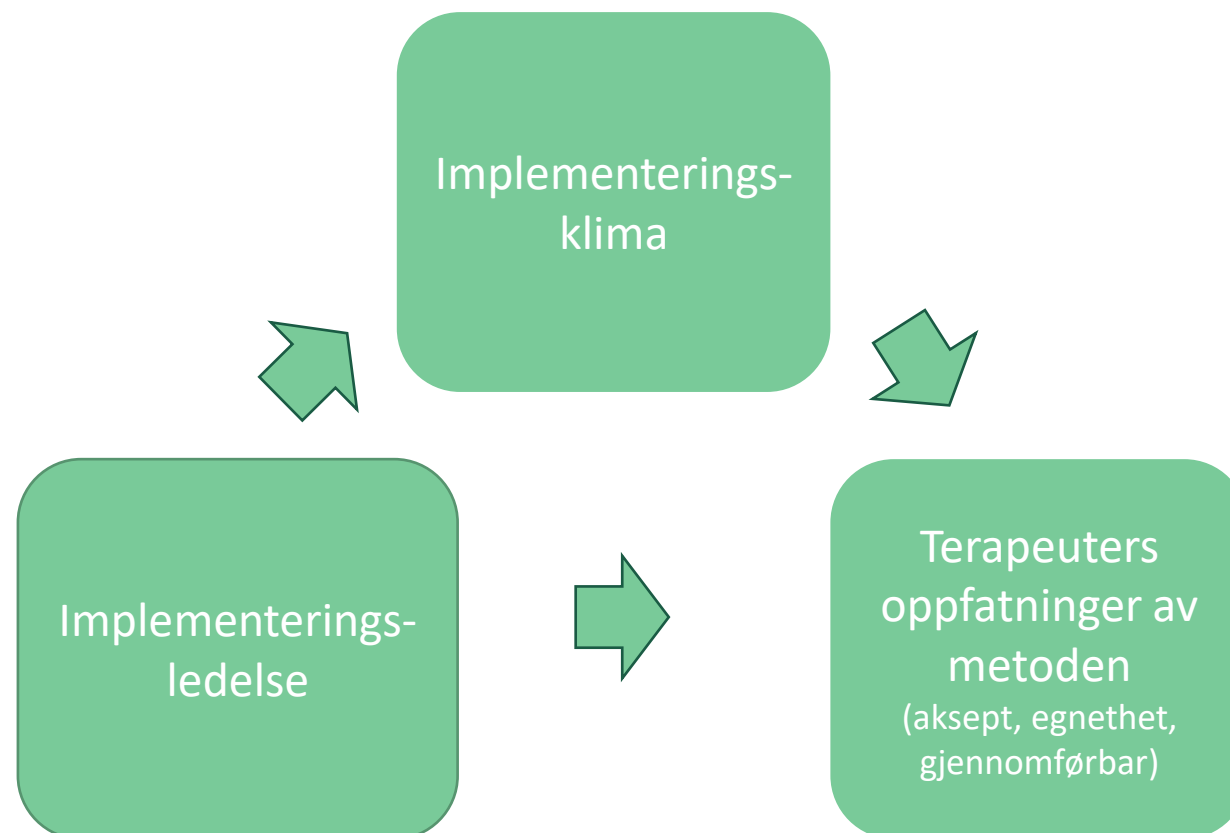 Implementerings-
klima
Implementerings-
ledelse
Terapeuters
oppfatninger av
metoden
(aksept, egnethet,
gjennomførbar)